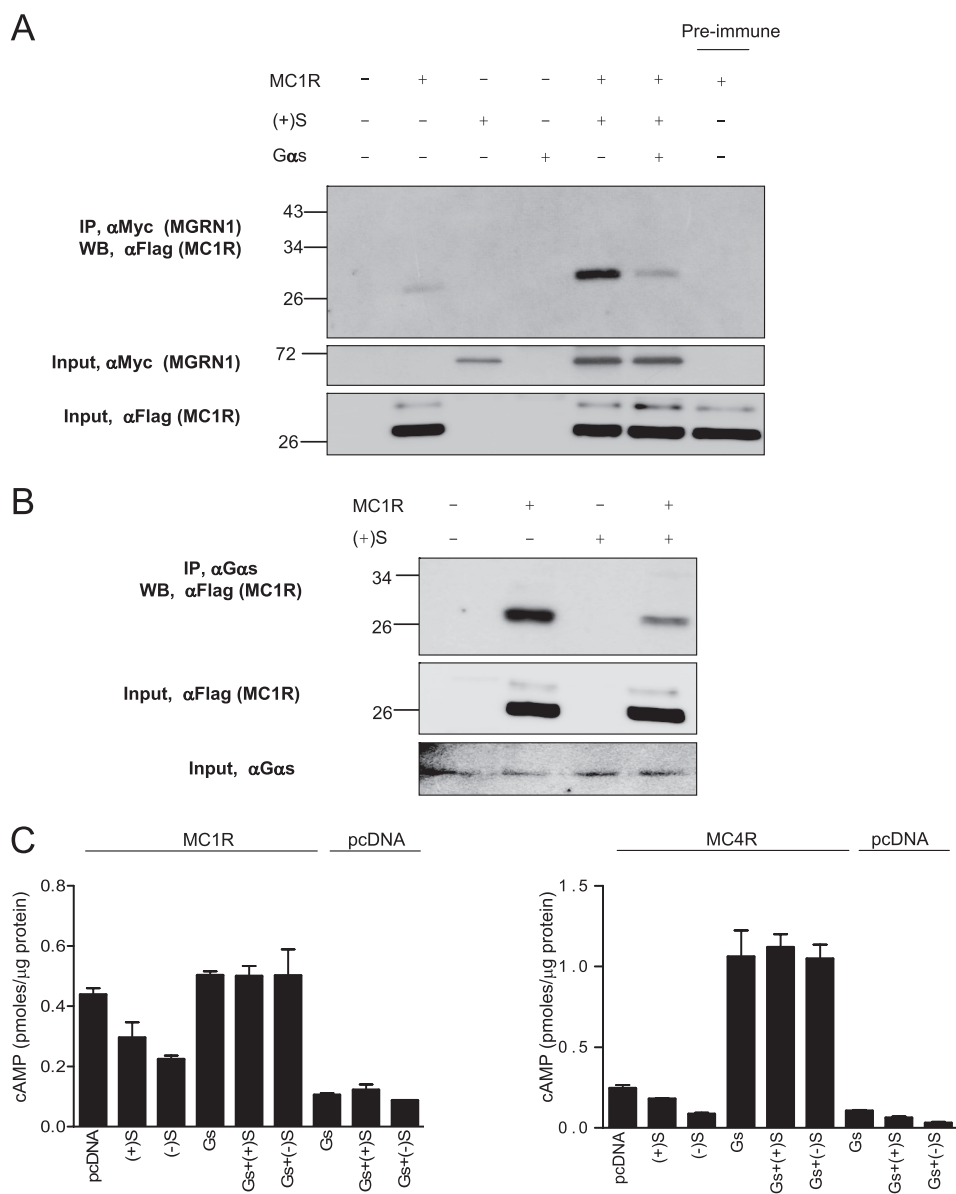 A
Pre-immune
MC1R - + - - + + +
(+)S - - + - + + -
Gαs - - - + - + -
IP, αMyc (MGRN1)
WB, αFlag (MC1R)
43
34
26
Input, αMyc (MGRN1)
72
Input, αFlag (MC1R)
26
B
MC1R - + - +
(+)S - - + +
IP, αGαs
WB, αFlag (MC1R)
34
26
Input, αFlag (MC1R)
26
Input, αGαs
C
MC1R pcDNA
cAMP (pmoles/μg protein)
0.8
0.6
0.4
0.2
0.0
pcDNA (+)S (-)S Gs Gs+(+)S Gs+(-)S Gs Gs+(+)S Gs+(-)S
MC4R pcDNA
cAMP (pmoles/μg protein)
1.5
1.0
0.5
0.0
pcDNA (+)S (-)S Gs Gs+(+)S Gs+(-)S Gs Gs+(+)S Gs+(-)S